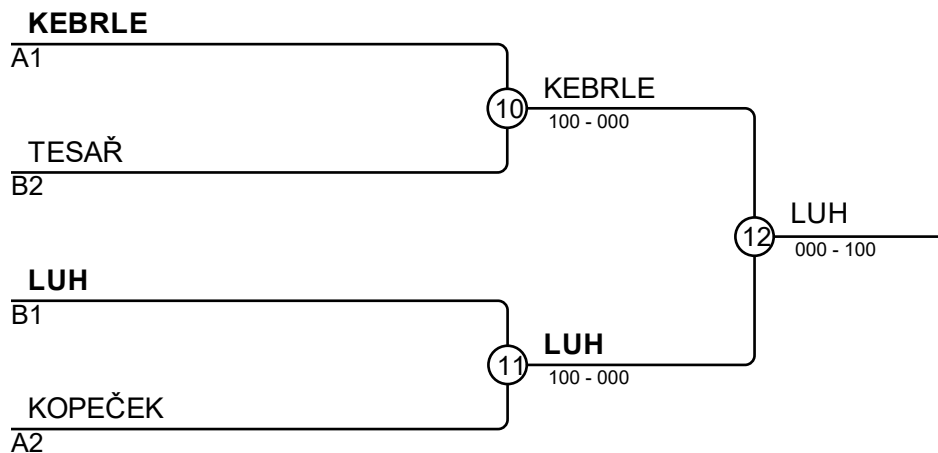 KEBRLE
A1
10
KEBRLE
100 - 000
TESAŘ
B2
12
LUH
000 - 100
LUH
B1
11
LUH
100 - 000
KOPEČEK
A2